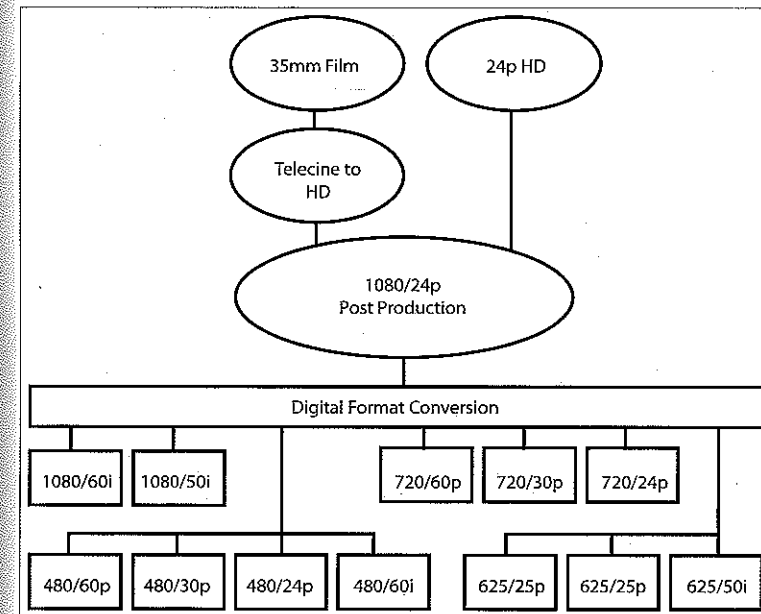 35mm Film
24p HD
Telecine to
HD
1080/24p
Post Production
Digital Format Conversion
1080/60i
1080/50i
720/60p
720/30p
720/24p
480/60p
480/30p
480/24p
480/60i
625/25p
625/25p
625/50i